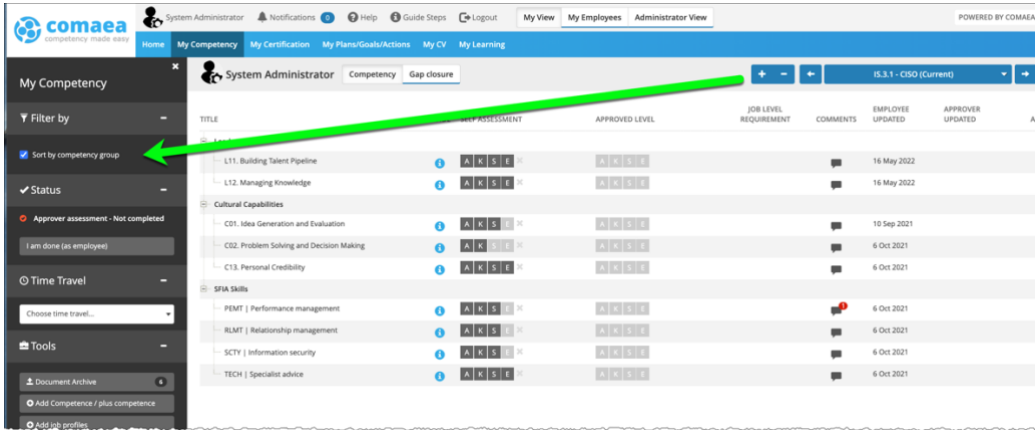 comaea
competency made easy
System Administrator Notifications 0 Help Guide Steps Logout My View My Employees Administrator View POWERED BY COMAEA
Home My Competency My Certification My Plans/Goals/Actions My CV My Learning
My Competency
System Administrator Competency Gap closure + - IS.3.1 - CISO (Current)
Filter by
TITLE SELF ASSESSMENT APPROVED LEVEL JOB LEVEL REQUIREMENT COMMENTS EMPLOYEE UPDATED APPROVER UPDATED
Sort by competency group
L11. Building Talent Pipeline A K S E A K S E 16 May 2022
L12. Managing Knowledge A K S E A K S E 16 May 2022
Status
Cultural Capabilities
Approver assessment - Not completed
C01. Idea Generation and Evaluation A K S E A K S E 10 Sep 2021
I am done (as employee)
C02. Problem Solving and Decision Making A K S E A K S E 6 Oct 2021
C13. Personal Credibility A K S E A K S E 6 Oct 2021
Time Travel
SFIA Skills
Choose time travel...
PEMT | Performance management A K S E A K S E 1 6 Oct 2021
RLMT | Relationship management A K S E A K S E 6 Oct 2021
Tools
SCTY | Information security A K S E A K S E 6 Oct 2021
TECH | Specialist advice A K S E A K S E 6 Oct 2021
Document Archive 6
Add Competence / plus competence
Add job profiles